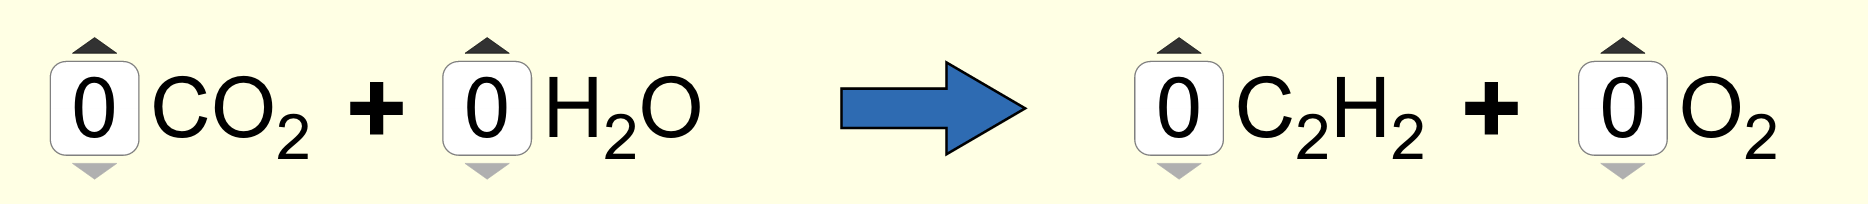 0 CO₂ + 0 H₂O → 0 C₂H₂ + 0 O₂